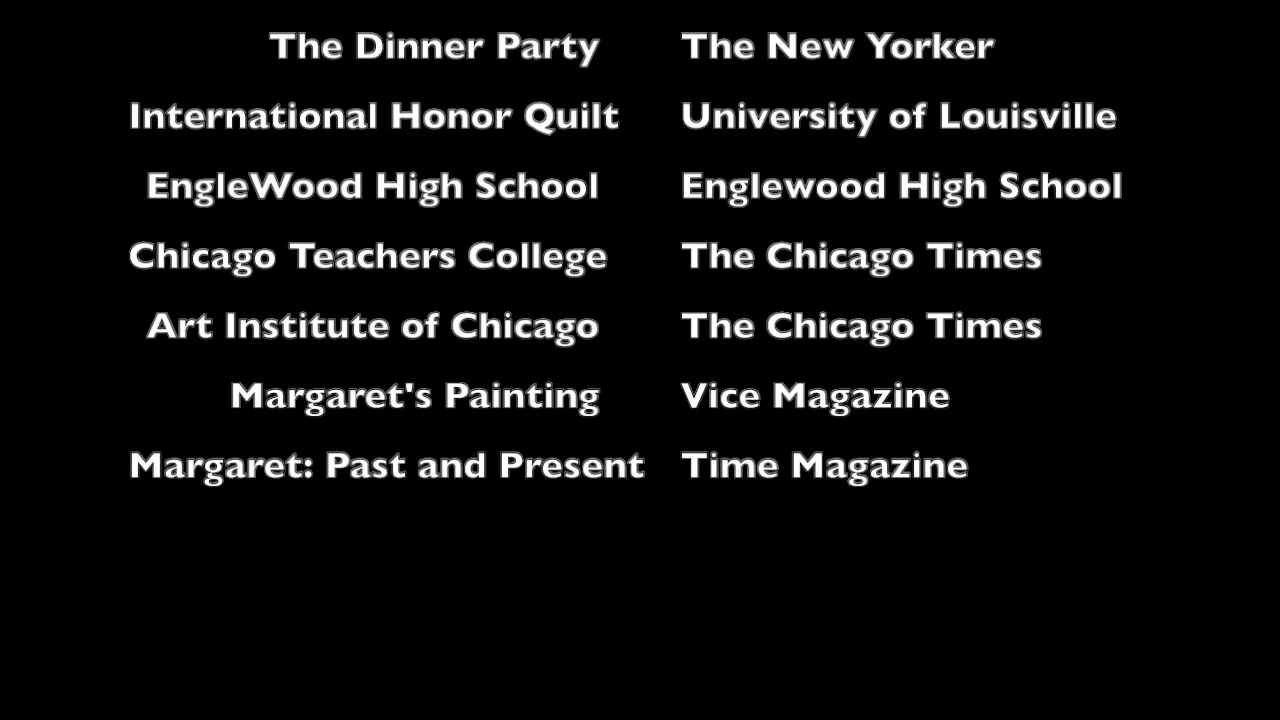 The Dinner Party The New Yorker
International Honor Quilt University of Louisville
EngleWood High School Englewood High School
Chicago Teachers College The Chicago Times
Art Institute of Chicago The Chicago Times
Margaret's Painting Vice Magazine
Margaret: Past and Present Time Magazine